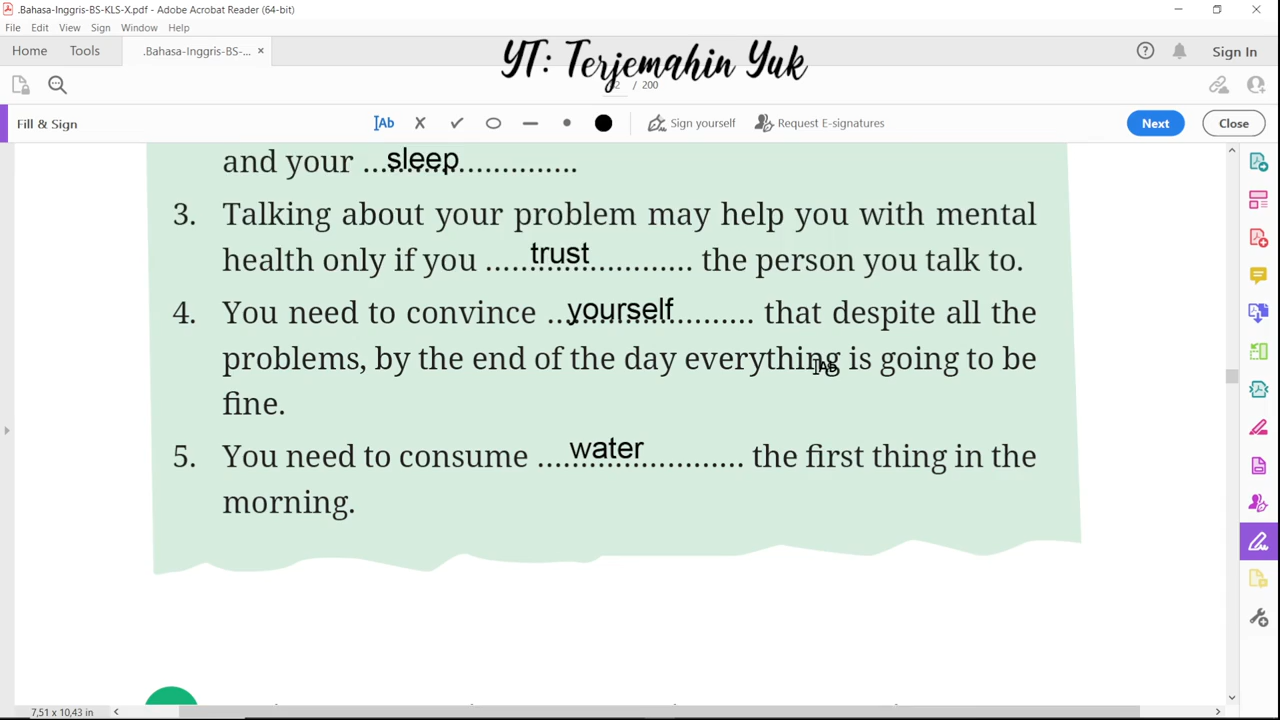 .Bahasa-Inggris-BS-KLS-X.pdf - Adobe Acrobat Reader (64-bit)
File Edit View Sign Window Help
Home Tools .Bahasa-Inggris-BS-... × Sign In
YT: Terjemahin Yuk
/ 200
Fill & Sign Ab Sign yourself Request E-signatures Next Close
and your ...sleep.....................
3. Talking about your problem may help you with mental
health only if you ...trust..................... the person you talk to.
4. You need to convince ...yourself..................... that despite all the
problems, by the end of the day everything is going to be
fine.
5. You need to consume ...water..................... the first thing in the
morning.
7,51 x 10,43 in